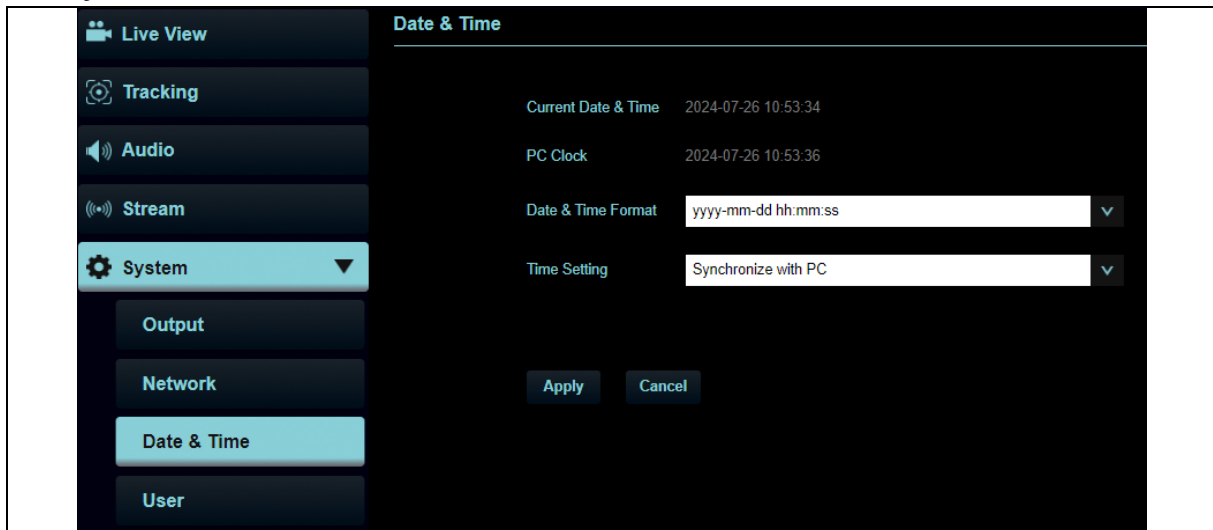 Live View
Tracking
Audio
Stream
System
Output
Network
Date & Time
User
Date & Time
Current Date & Time 2024-07-26 10:53:34
PC Clock 2024-07-26 10:53:36
Date & Time Format yyyy-mm-dd hh:mm:ss
Time Setting Synchronize with PC
Apply Cancel